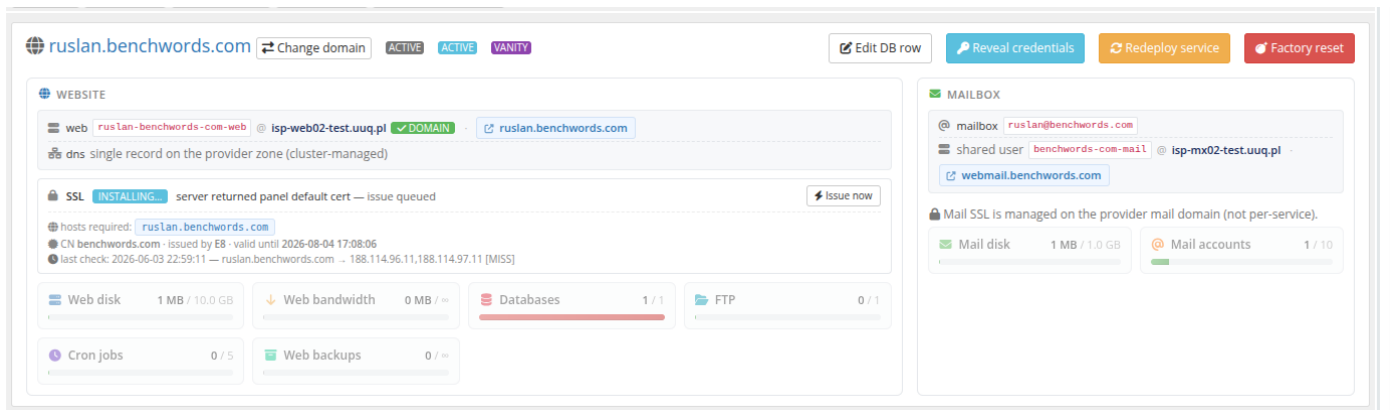 ruslan.benchwords.com Change domain ACTIVE ACTIVE VANITY Edit DB row Reveal credentials Redeploy service Factory reset
WEBSITE
web ruslan-benchwords-com-web @ isp-web02-test.uuq.pl DOMAIN · ruslan.benchwords.com
dns single record on the provider zone (cluster-managed)
SSL INSTALLING... server returned panel default cert — issue queued Issue now
hosts required: ruslan.benchwords.com
CN benchwords.com · issued by E8 · valid until 2026-08-04 17:08:06
last check: 2026-06-03 22:59:11 — ruslan.benchwords.com → 188.114.96.11,188.114.97.11 [MISS]
Web disk 1 MB / 10.0 GB
Web bandwidth 0 MB / ∞
Databases 1 / 1
FTP 0 / 1
Cron jobs 0 / 5
Web backups 0 / ∞
MAILBOX
@ mailbox ruslan@benchwords.com
shared user benchwords-com-mail @ isp-mx02-test.uuq.pl ·
webmail.benchwords.com
Mail SSL is managed on the provider mail domain (not per-service).
Mail disk 1 MB / 1.0 GB
@ Mail accounts 1 / 10